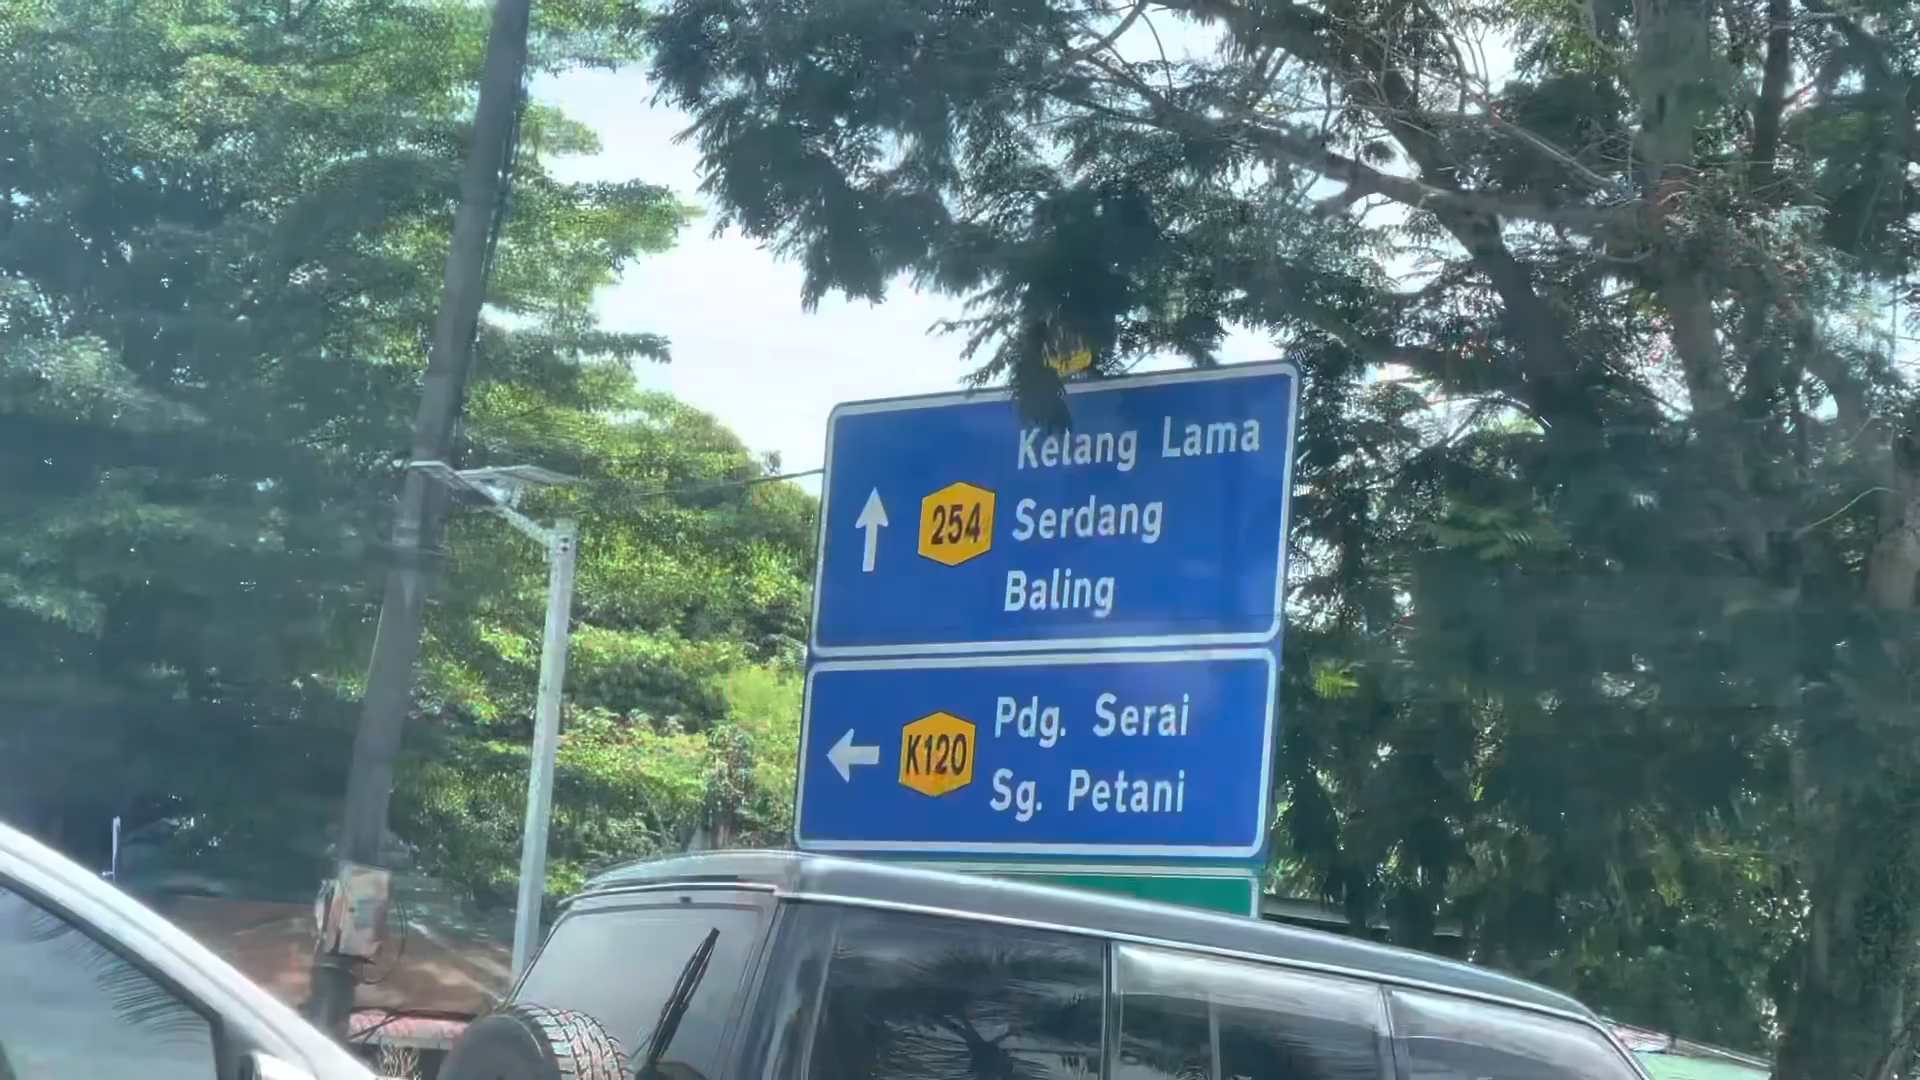 Kelang Lama
254 Serdang
Baling
Pdg. Serai
K120
Sg. Petani